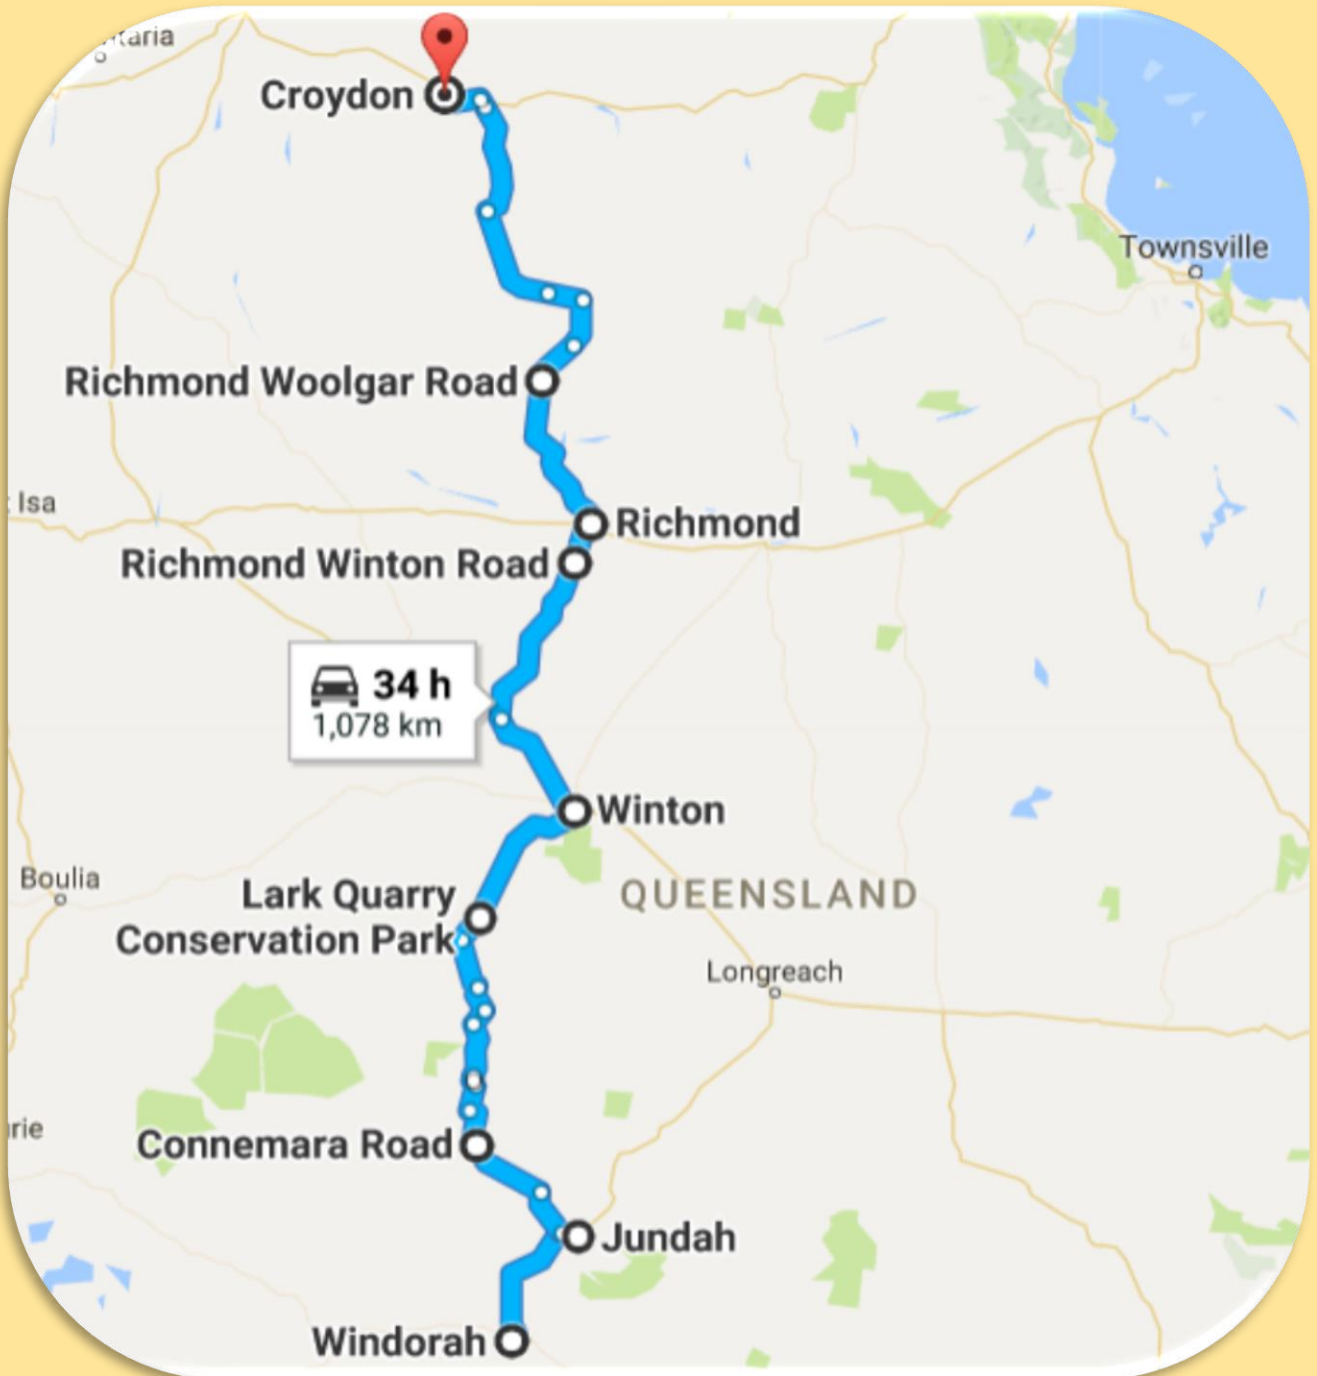 Croydon
Townsville
Richmond Woolgar Road
Isa
Richmond
Richmond Winton Road
34 h
1,078 km
Winton
Boulia
Lark Quarry
Conservation Park
QUEENSLAND
Longreach
Connemara Road
Jundah
Windorah